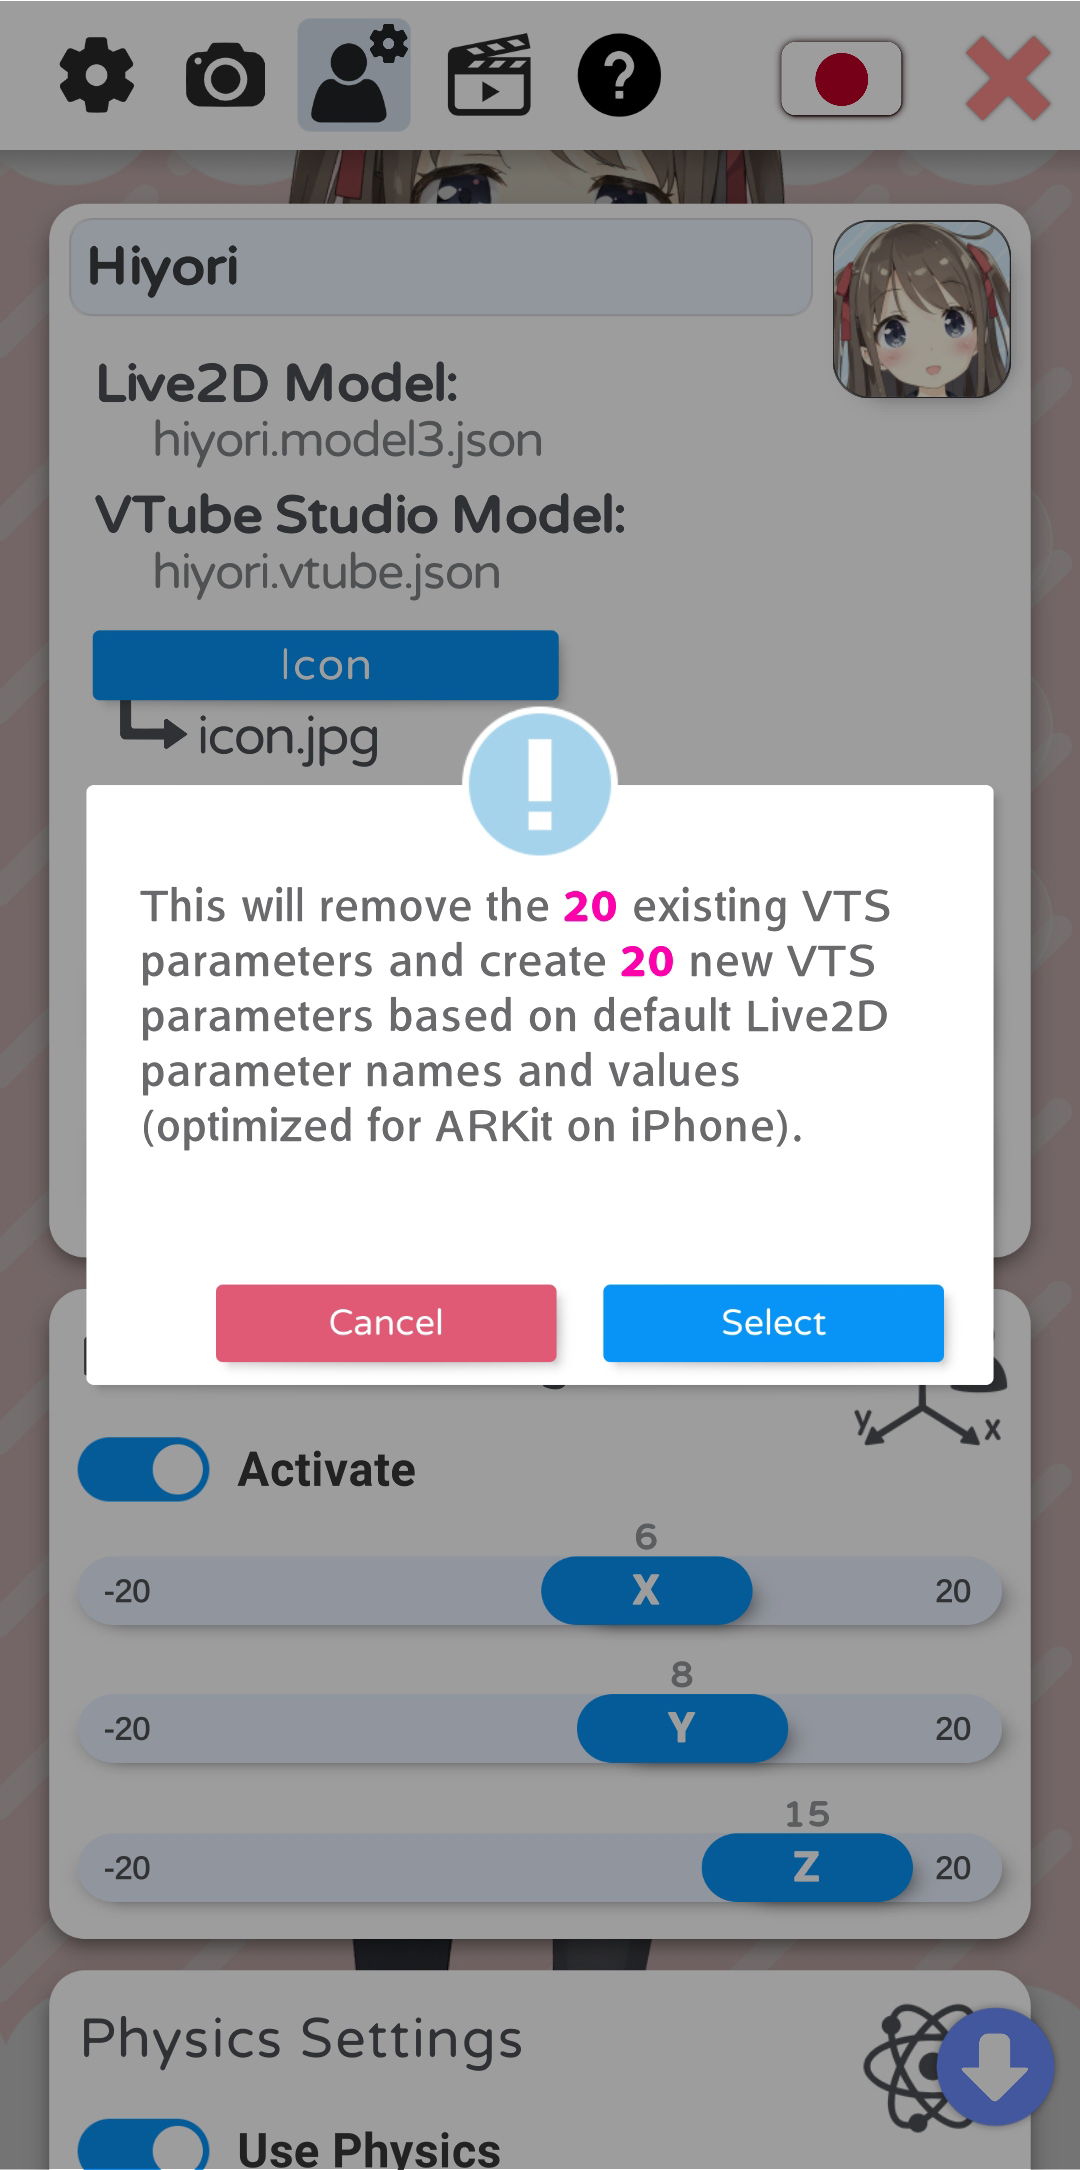 Hiyori
Live2D Model:
hiyori.model3.json
VTube Studio Model:
hiyori.vtube.json
Icon
icon.jpg
This will remove the 20 existing VTS
parameters and create 20 new VTS
parameters based on default Live2D
parameter names and values
(optimized for ARKit on iPhone).
Cancel
Select
y
x
Activate
6
-20
X
20
8
-20
Y
20
15
-20
Z
20
Physics Settings
Use Physics